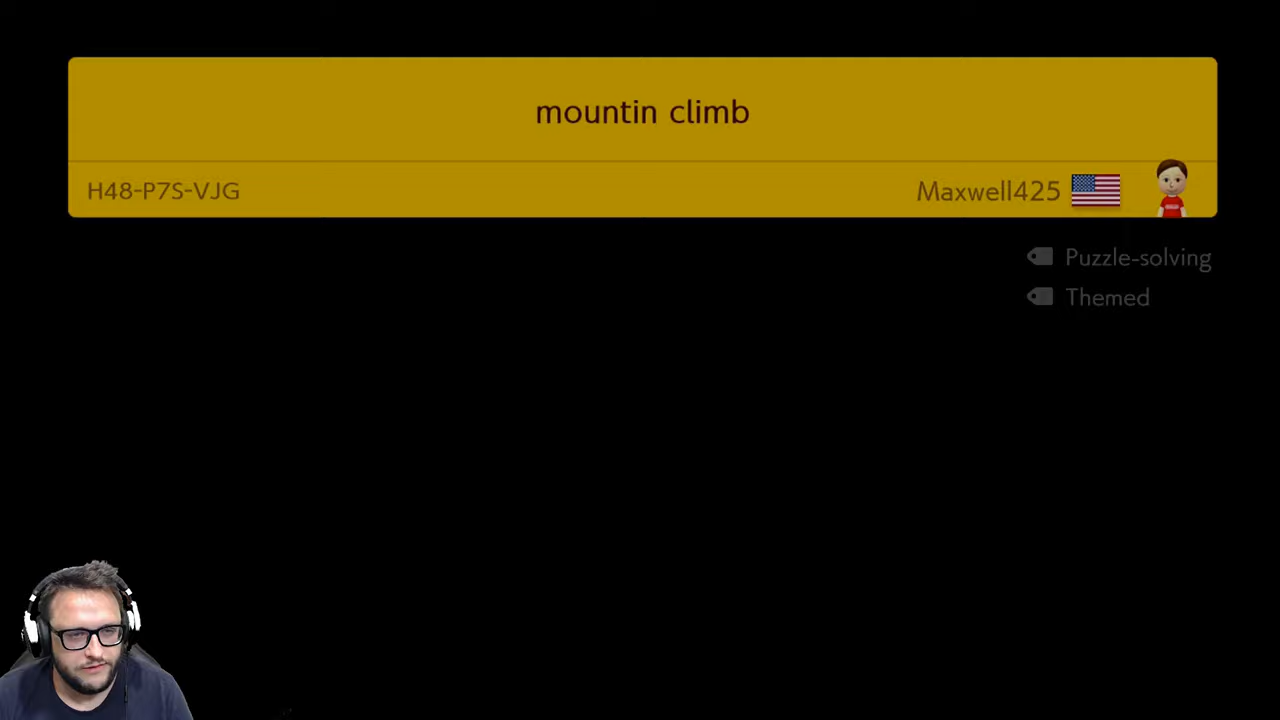 mountin climb
H48-P7S-VJG
Maxwell425
Puzzle-solving
Themed